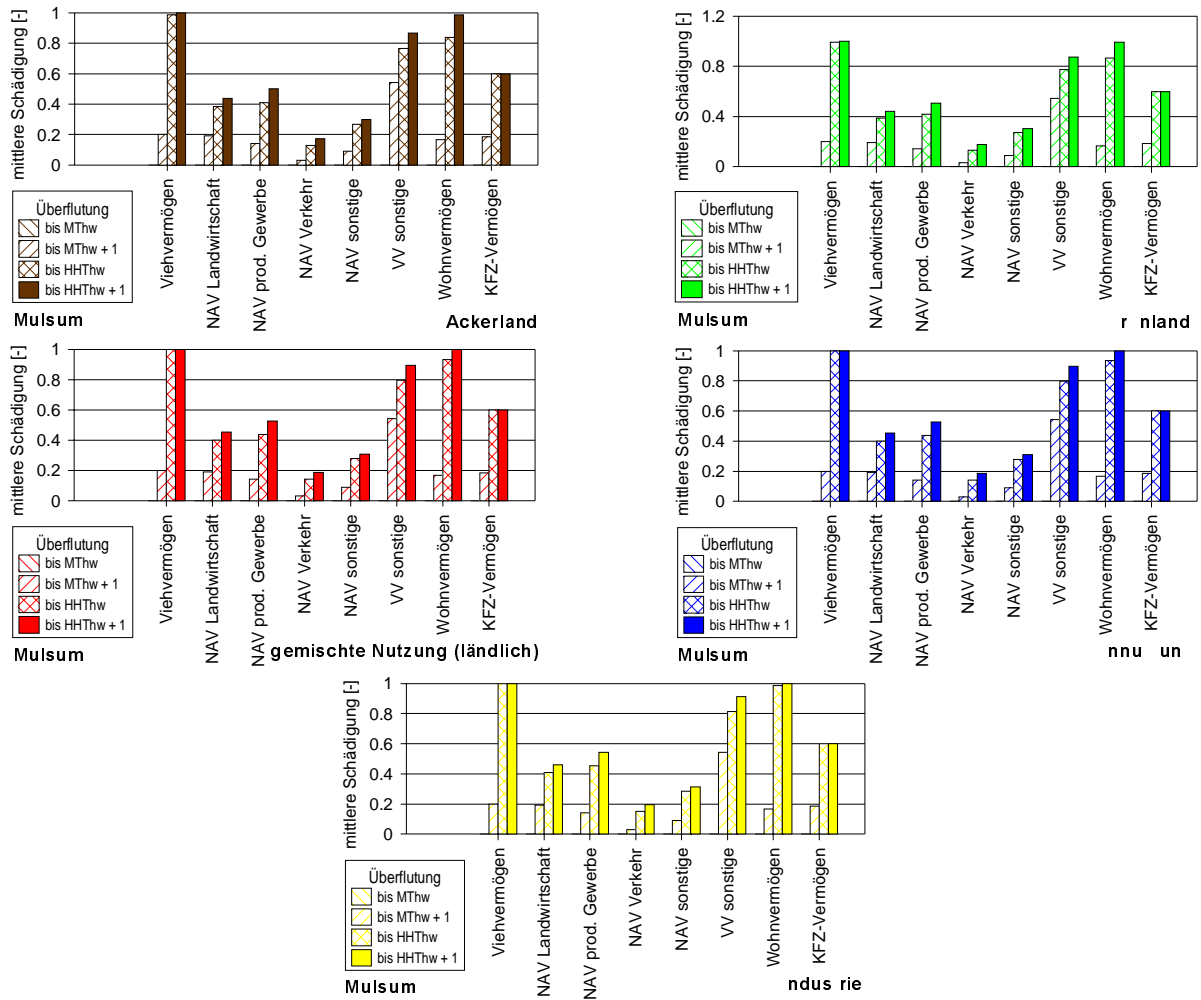 mittlere Schädigung [-]
1
0.8
0.6
0.4
0.2
0
Viehvermögen
NAV Landwirtschaft
NAV prod. Gewerbe
NAV Verkehr
NAV sonstige
VV sonstige
Wohnvermögen
KFZ-Vermögen
Überflutung
bis MThw
bis MThw + 1
bis HHThw
bis HHThw + 1
Mulsum
Ackerland
mittlere Schädigung [-]
1.2
0.8
0.4
0
Viehvermögen
NAV Landwirtschaft
NAV prod. Gewerbe
NAV Verkehr
NAV sonstige
VV sonstige
Wohnvermögen
KFZ-Vermögen
Überflutung
bis MThw
bis MThw + 1
bis HHThw
bis HHThw + 1
Mulsum
r nland
mittlere Schädigung [-]
1
0.8
0.6
0.4
0.2
0
Viehvermögen
NAV Landwirtschaft
NAV prod. Gewerbe
NAV Verkehr
NAV sonstige
VV sonstige
Wohnvermögen
KFZ-Vermögen
Überflutung
bis MThw
bis MThw + 1
bis HHThw
bis HHThw + 1
Mulsum
gemischte Nutzung (ländlich)
mittlere Schädigung [-]
1
0.8
0.6
0.4
0.2
0
Viehvermögen
NAV Landwirtschaft
NAV prod. Gewerbe
NAV Verkehr
NAV sonstige
VV sonstige
Wohnvermögen
KFZ-Vermögen
Überflutung
bis MThw
bis MThw + 1
bis HHThw
bis HHThw + 1
Mulsum
nnu un
mittlere Schädigung [-]
1
0.8
0.6
0.4
0.2
0
Viehvermögen
NAV Landwirtschaft
NAV prod. Gewerbe
NAV Verkehr
NAV sonstige
VV sonstige
Wohnvermögen
KFZ-Vermögen
Überflutung
bis MThw
bis MThw + 1
bis HHThw
bis HHThw + 1
Mulsum
ndus rie